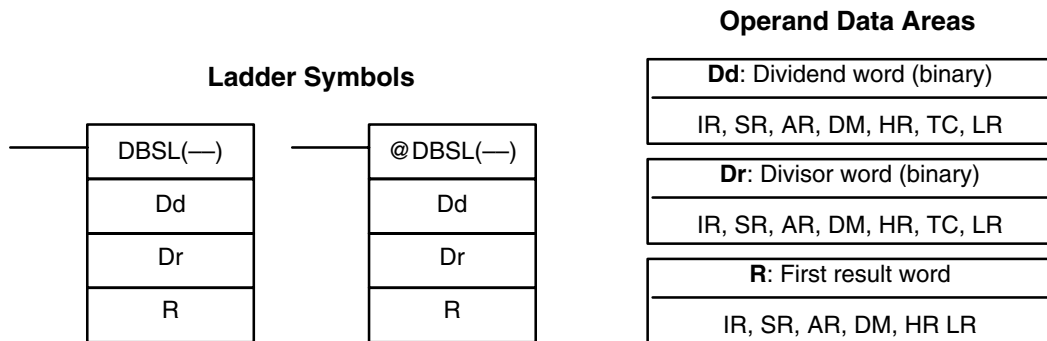 Ladder Symbols
DBSL(—)
Dd
Dr
R
@DBSL(—)
Dd
Dr
R
Operand Data Areas
Dd: Dividend word (binary)
IR, SR, AR, DM, HR, TC, LR
Dr: Divisor word (binary)
IR, SR, AR, DM, HR, TC, LR
R: First result word
IR, SR, AR, DM, HR LR